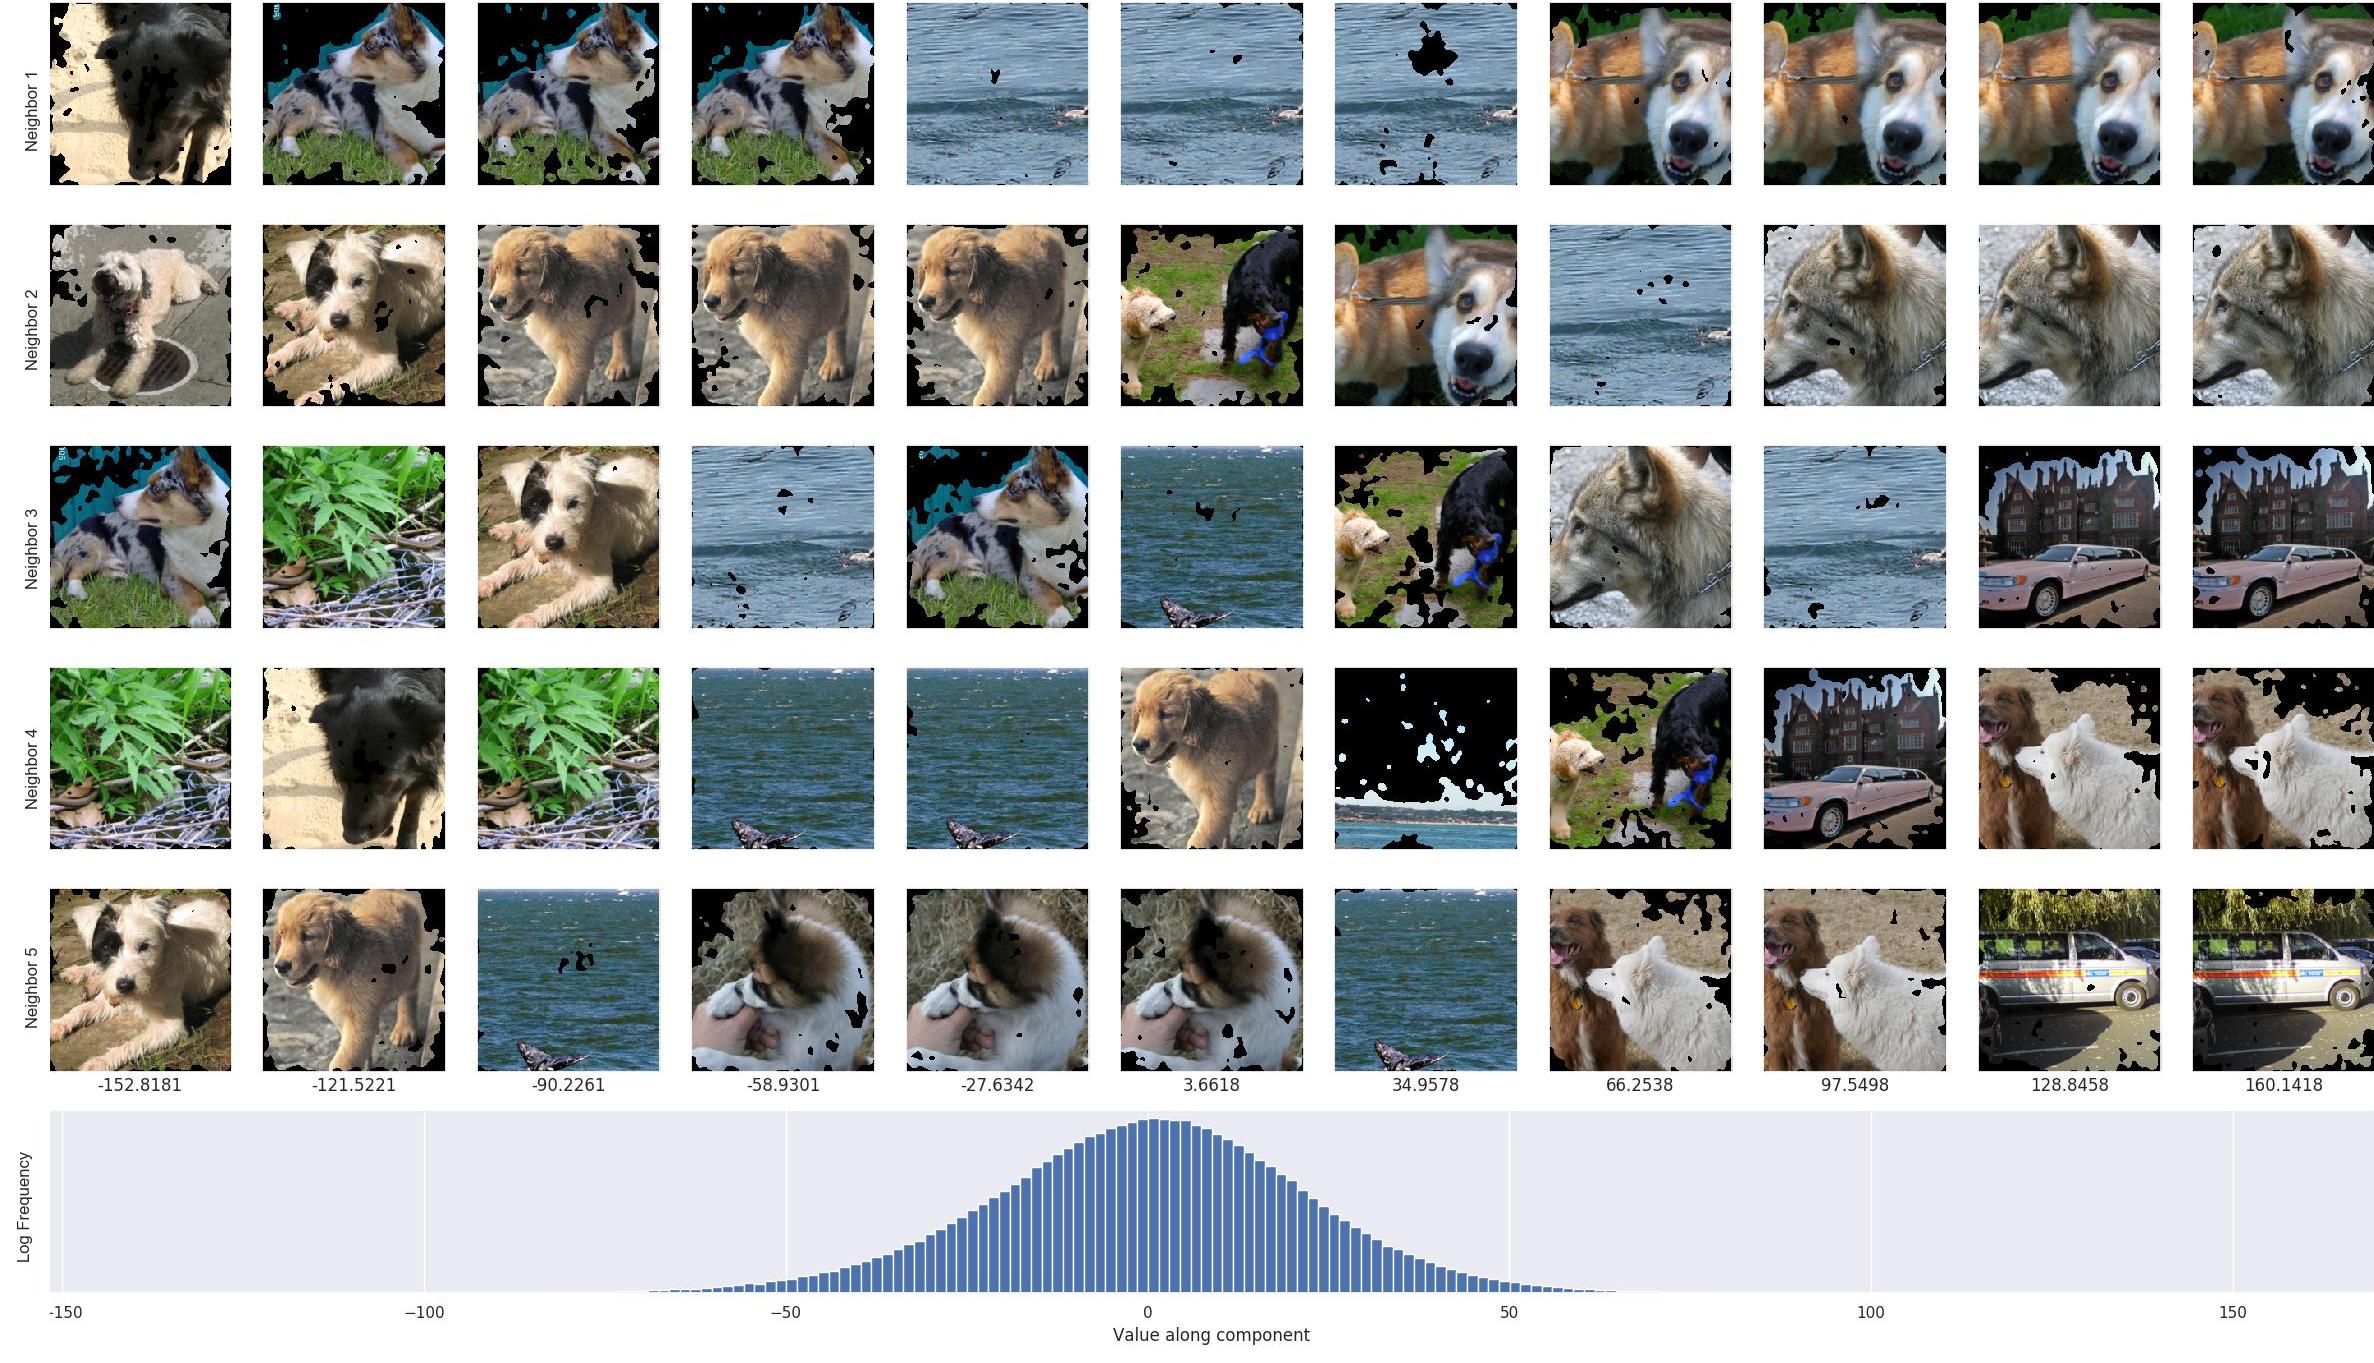 Neighbor 1
Neighbor 2
Neighbor 3
Neighbor 4
Neighbor 5
-152.8181 -121.5221 -90.2261 -58.9301 -27.6342 3.6618 34.9578 66.2538 97.5498 128.8458 160.1418
Log Frequency
-150 −100 −50 0 50 100 150
Value along component